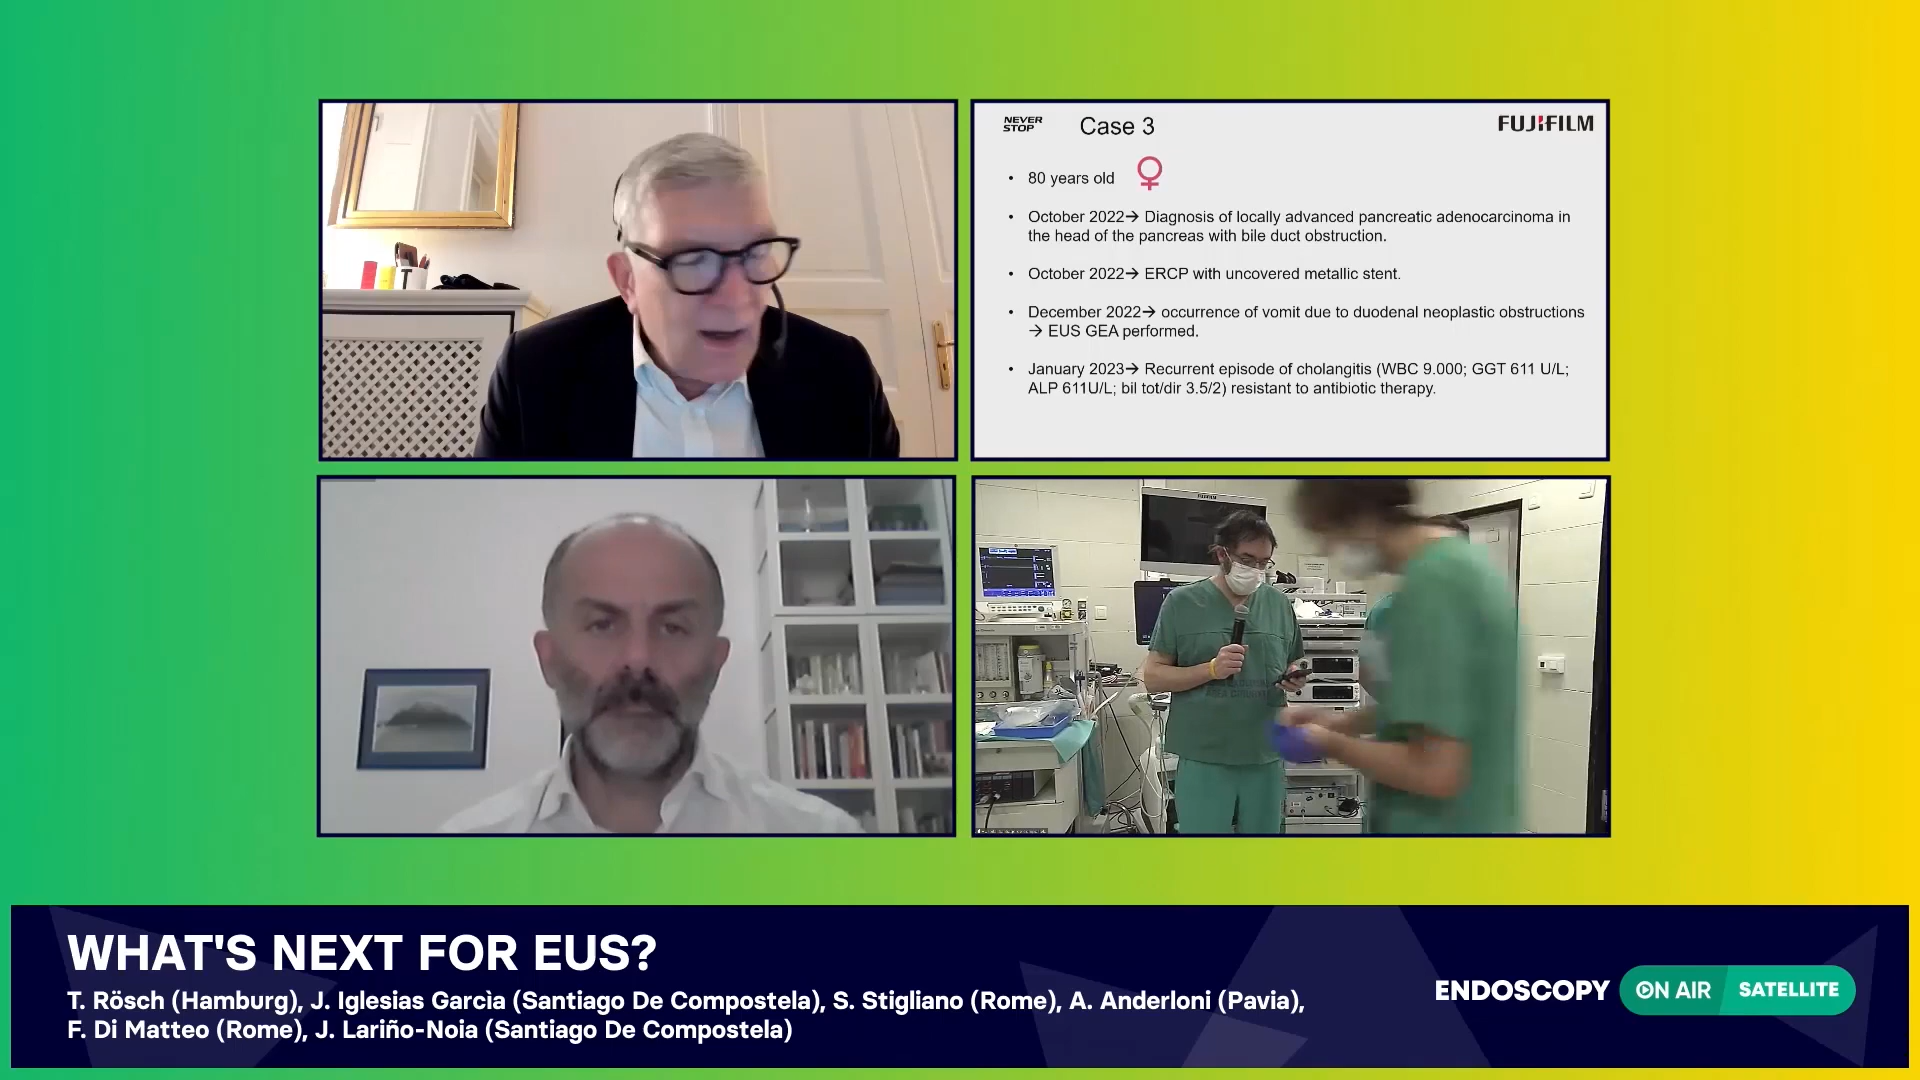 NEVER
STOP
Case 3
FUJIFILM
• 80 years old
• October 2022→ Diagnosis of locally advanced pancreatic adenocarcinoma in
the head of the pancreas with bile duct obstruction.
• October 2022→ ERCP with uncovered metallic stent.
• December 2022→ occurrence of vomit due to duodenal neoplastic obstructions
→ EUS GEA performed.
• January 2023→ Recurrent episode of cholangitis (WBC 9.000; GGT 611 U/L;
ALP 611U/L; bil tot/dir 3.5/2) resistant to antibiotic therapy.
WHAT'S NEXT FOR EUS?
T. Rösch (Hamburg), J. Iglesias Garcìa (Santiago De Compostela), S. Stigliano (Rome), A. Anderloni (Pavia),
F. Di Matteo (Rome), J. Lariño-Noia (Santiago De Compostela)
ENDOSCOPY ON AIR SATELLITE